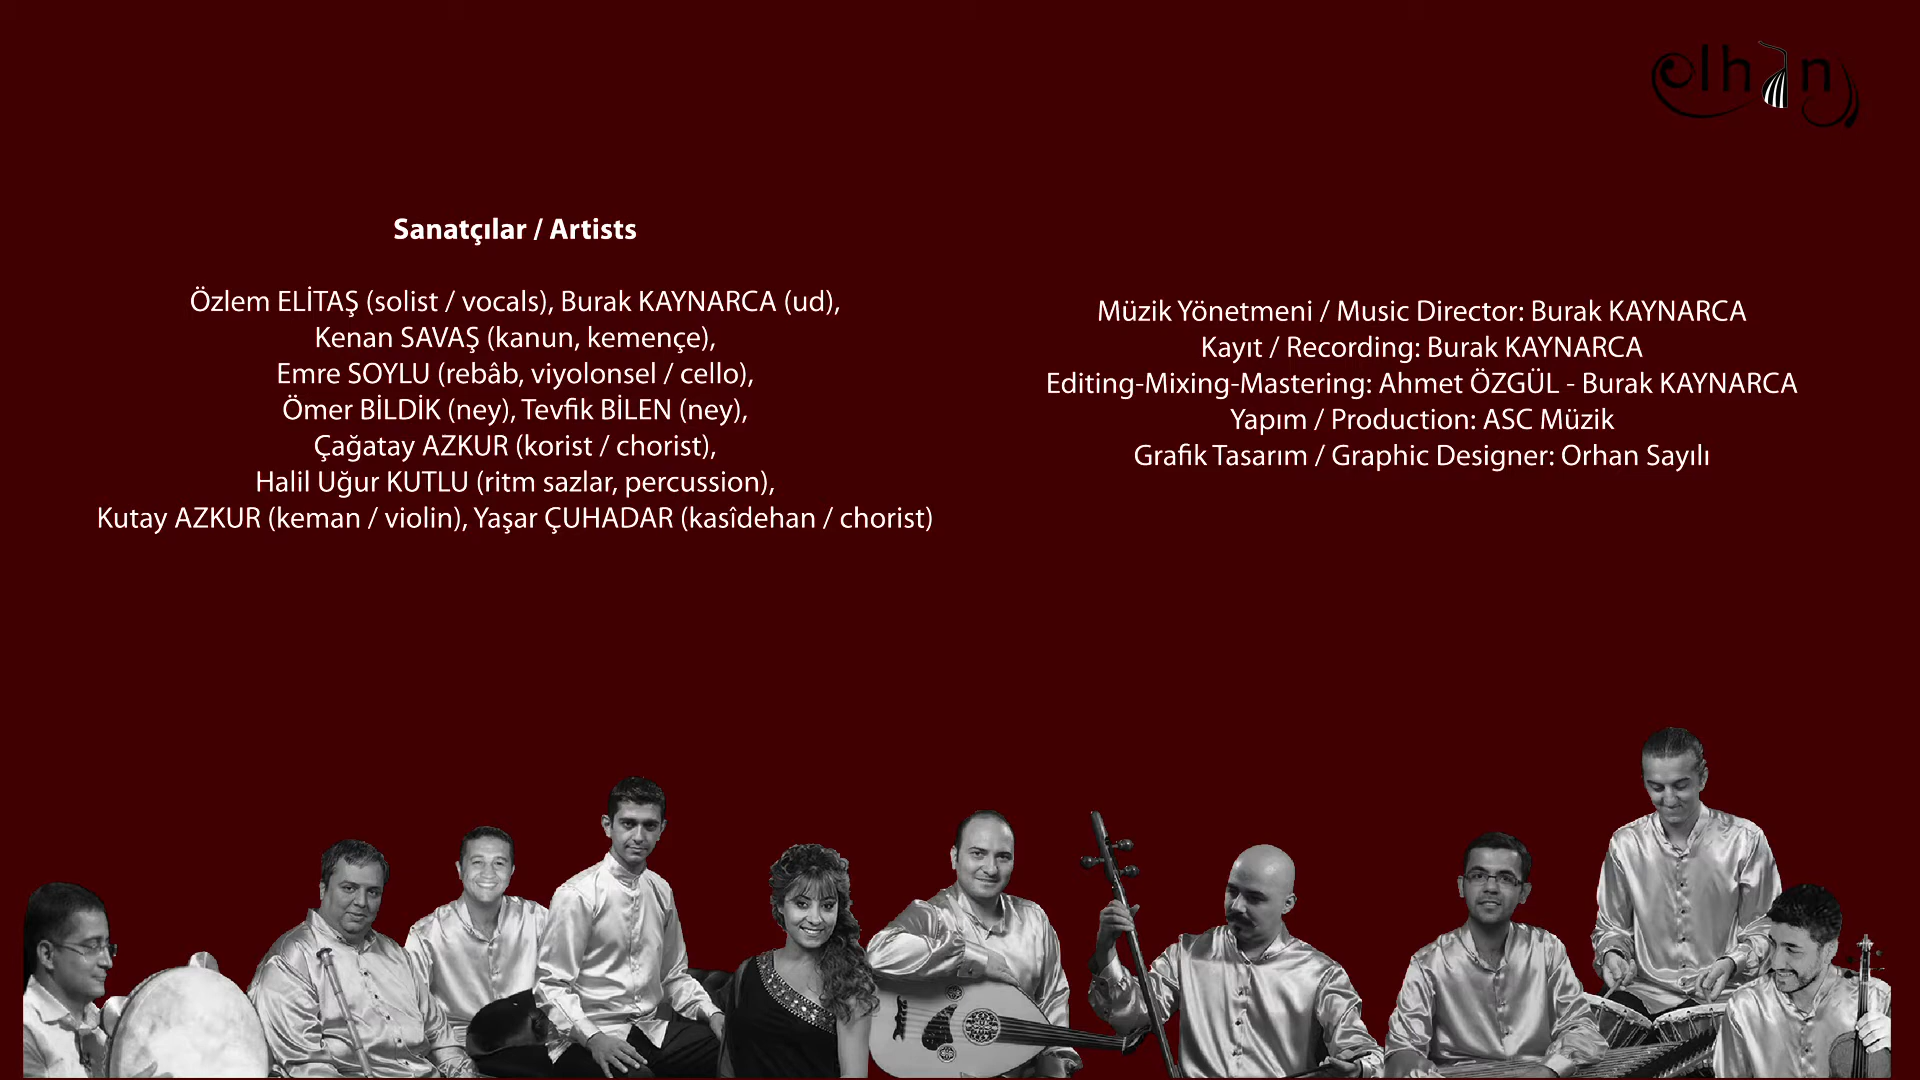 elhân
Sanatçılar / Artists
Özlem ELİTAŞ (solist / vocals), Burak KAYNARCA (ud),
Kenan SAVAŞ (kanun, kemençe),
Emre SOYLU (rebâb, viyolonsel / cello),
Ömer BİLDİK (ney), Tevfik BİLEN (ney),
Çağatay AZKUR (korist / chorist),
Halil Uğur KUTLU (ritm sazlar, percussion),
Kutay AZKUR (keman / violin), Yaşar ÇUHADAR (kasîdehan / chorist)
Müzik Yönetmeni / Music Director: Burak KAYNARCA
Kayıt / Recording: Burak KAYNARCA
Editing-Mixing-Mastering: Ahmet ÖZGÜL - Burak KAYNARCA
Yapım / Production: ASC Müzik
Grafik Tasarım / Graphic Designer: Orhan Sayılı